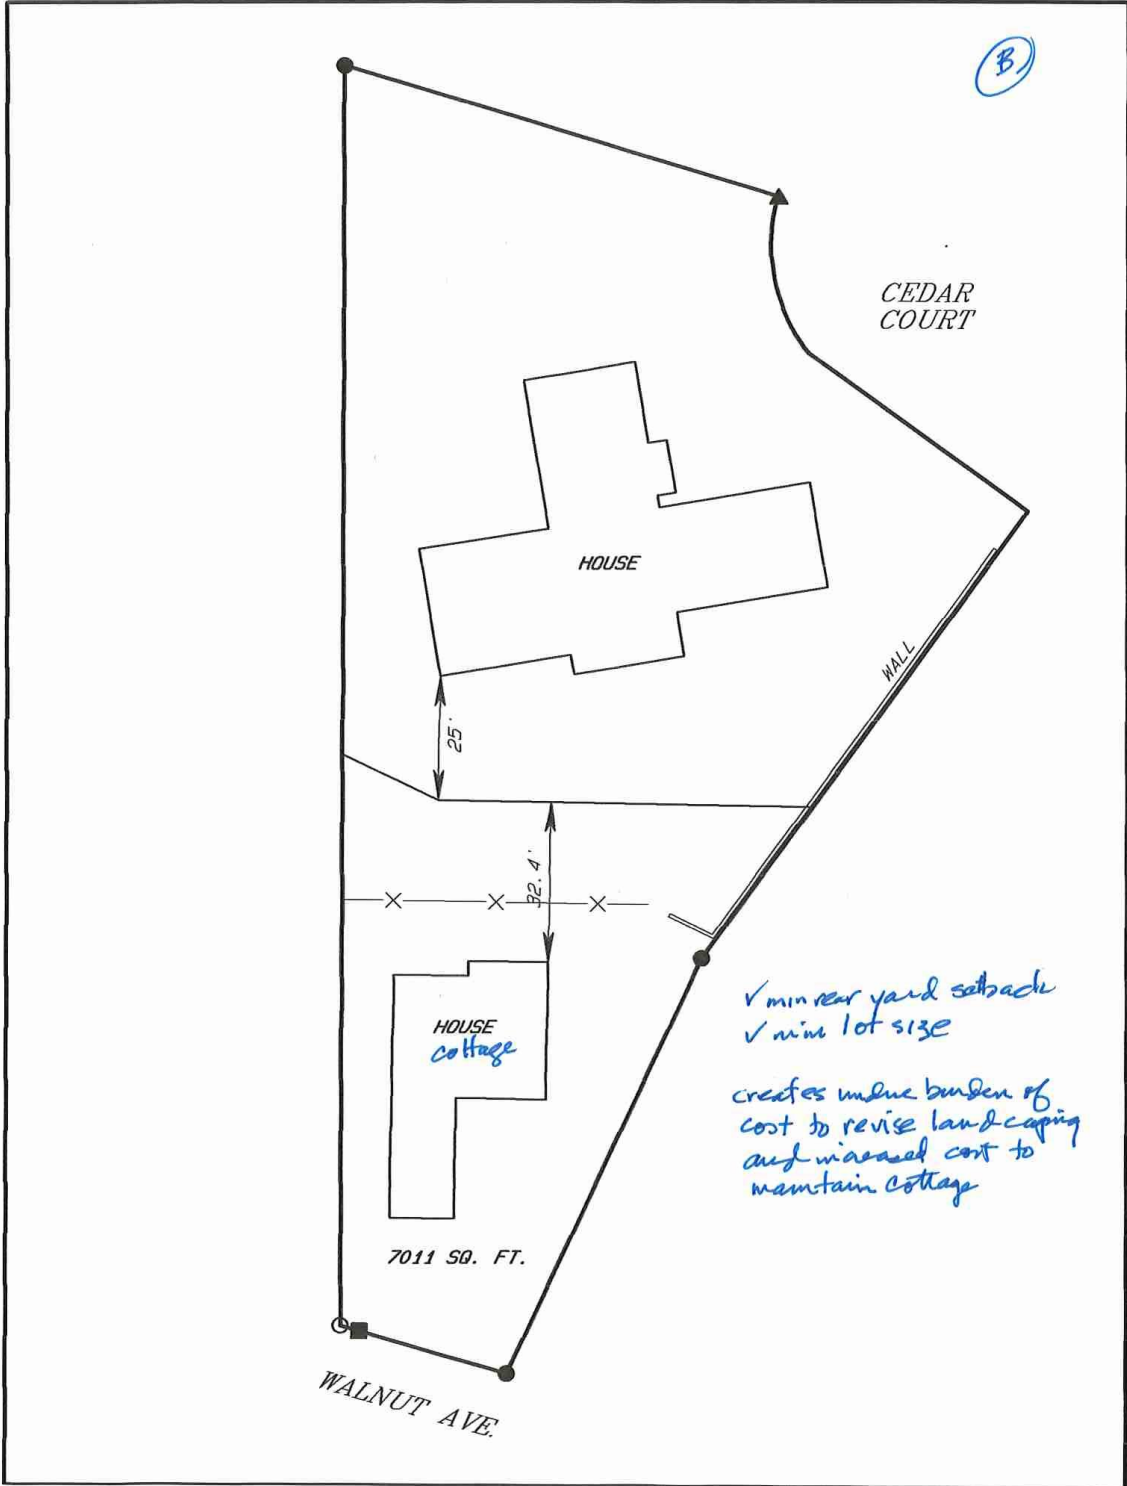 B
CEDAR
COURT
HOUSE
WALL
25'
32.4'
HOUSE
cottage
✓ min rear yard setback
✓ min lot size
creates undue burden of
cost to revise landcaping
and increased cost to
maintain cottage
7011 SQ. FT.
WALNUT AVE.